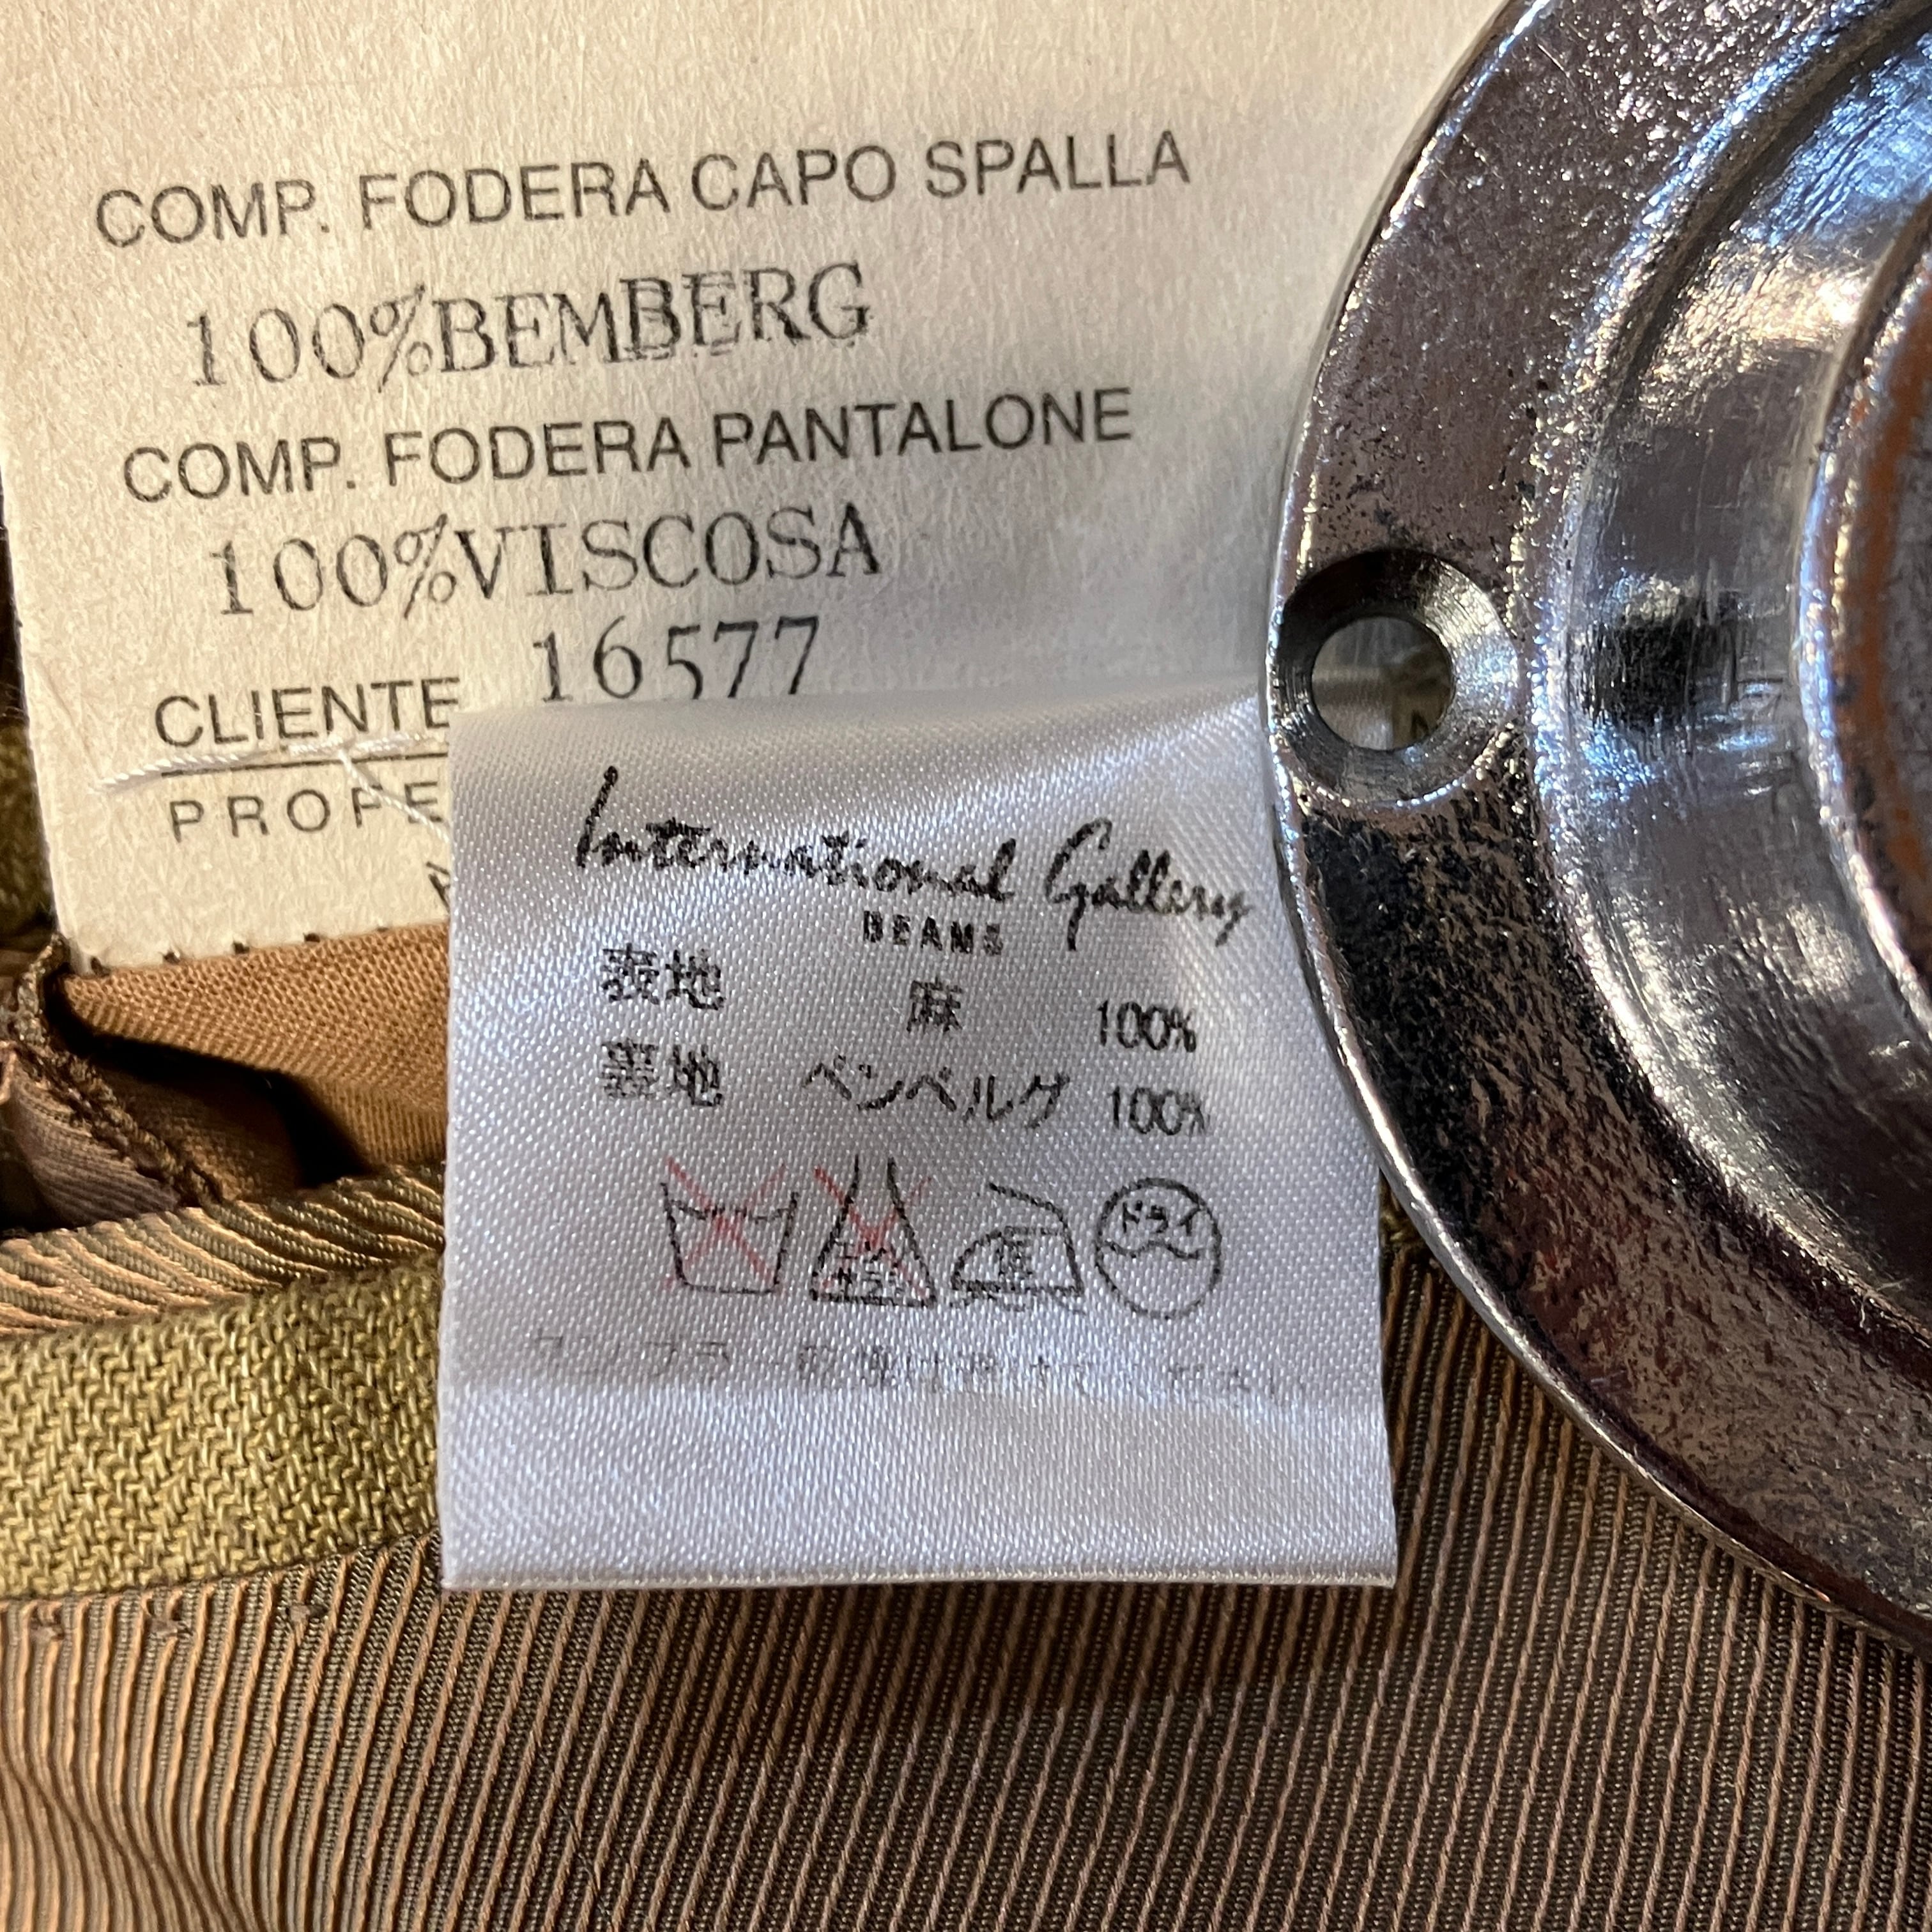 COMP. FODERA CAPO SPALLA
100%BEMBERG
COMP. FODERA PANTALONE
100%VISCOSA
CLIENTE 16577
International Gallery
BEAMS
表地 麻 100%
裏地 ベンベルグ 100%
ドライ